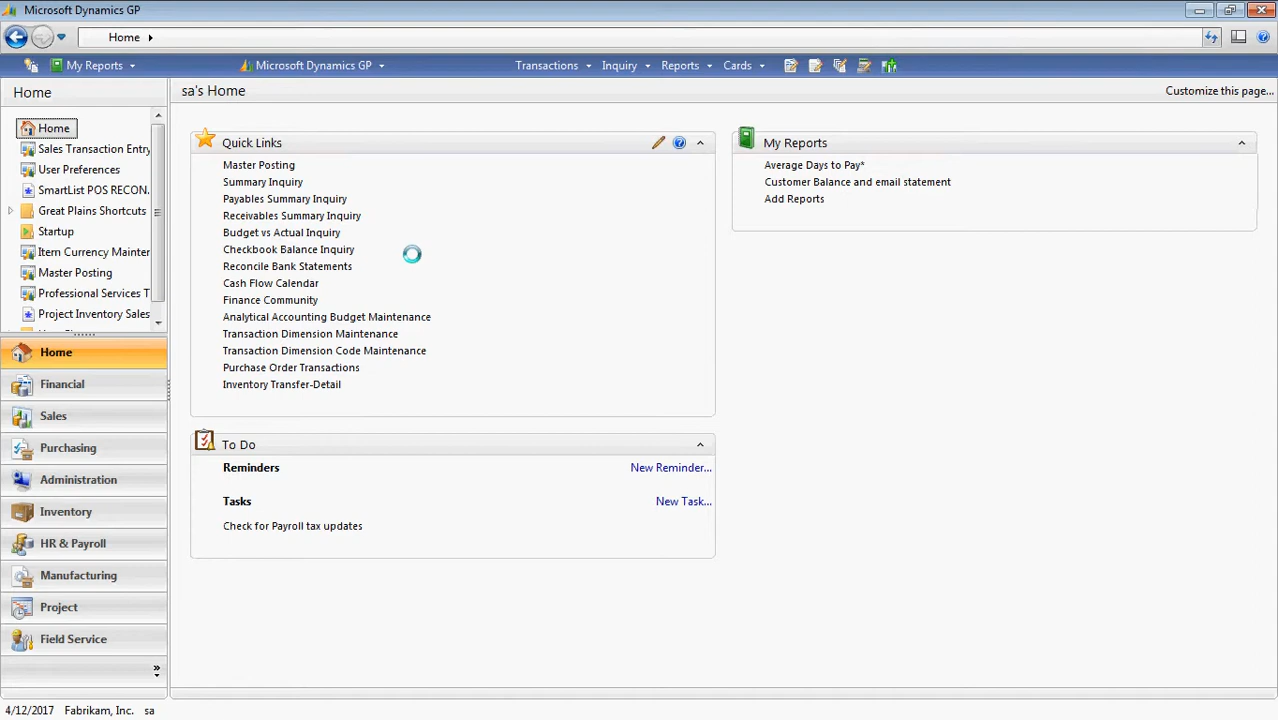 Microsoft Dynamics GP
Home
My Reports
Microsoft Dynamics GP
Transactions
Inquiry
Reports
Cards
Home
Home
Sales Transaction Entry
User Preferences
SmartList POS RECON.
Great Plains Shortcuts
Startup
Item Currency Mainter
Master Posting
Professional Services T
Project Inventory Sales
Home
Financial
Sales
Purchasing
Administration
Inventory
HR & Payroll
Manufacturing
Project
Field Service
»
sa's Home
Customize this page...
Quick Links
Master Posting
Summary Inquiry
Payables Summary Inquiry
Receivables Summary Inquiry
Budget vs Actual Inquiry
Checkbook Balance Inquiry
Reconcile Bank Statements
Cash Flow Calendar
Finance Community
Analytical Accounting Budget Maintenance
Transaction Dimension Maintenance
Transaction Dimension Code Maintenance
Purchase Order Transactions
Inventory Transfer-Detail
To Do
Reminders
New Reminder...
Tasks
New Task...
Check for Payroll tax updates
My Reports
Average Days to Pay*
Customer Balance and email statement
Add Reports
4/12/2017 Fabrikam, Inc. sa